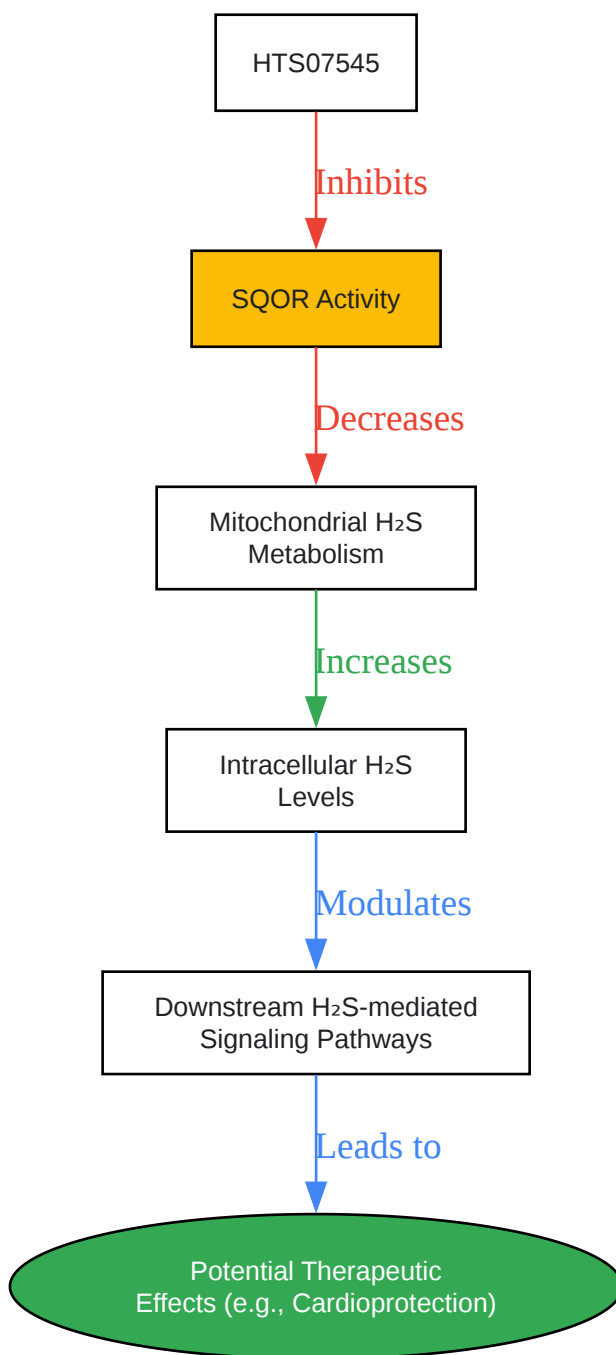 HTS07545
Inhibits
SQOR Activity
Decreases
Mitochondrial H₂S
Metabolism
Increases
Intracellular H₂S
Levels
Modulates
Downstream H₂S-mediated
Signaling Pathways
Leads to
Potential Therapeutic
Effects (e.g., Cardioprotection)